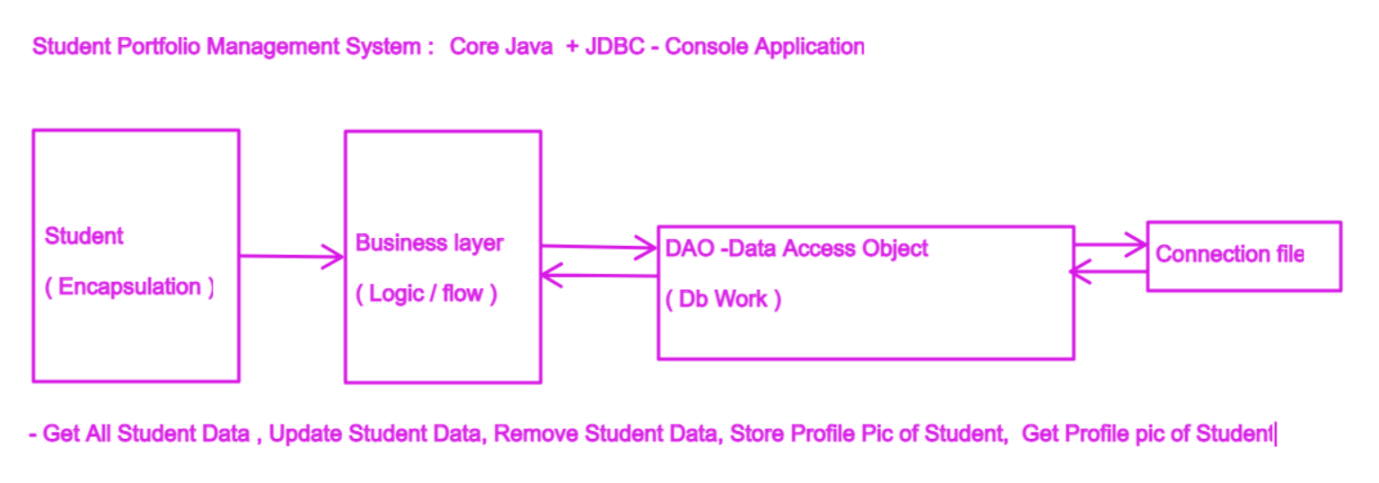 Student Portfolio Management System : Core Java + JDBC - Console Application
Student
( Encapsulation )
Business layer
( Logic / flow )
DAO -Data Access Object
( Db Work )
Connection file
- Get All Student Data , Update Student Data, Remove Student Data, Store Profile Pic of Student, Get Profile pic of Student